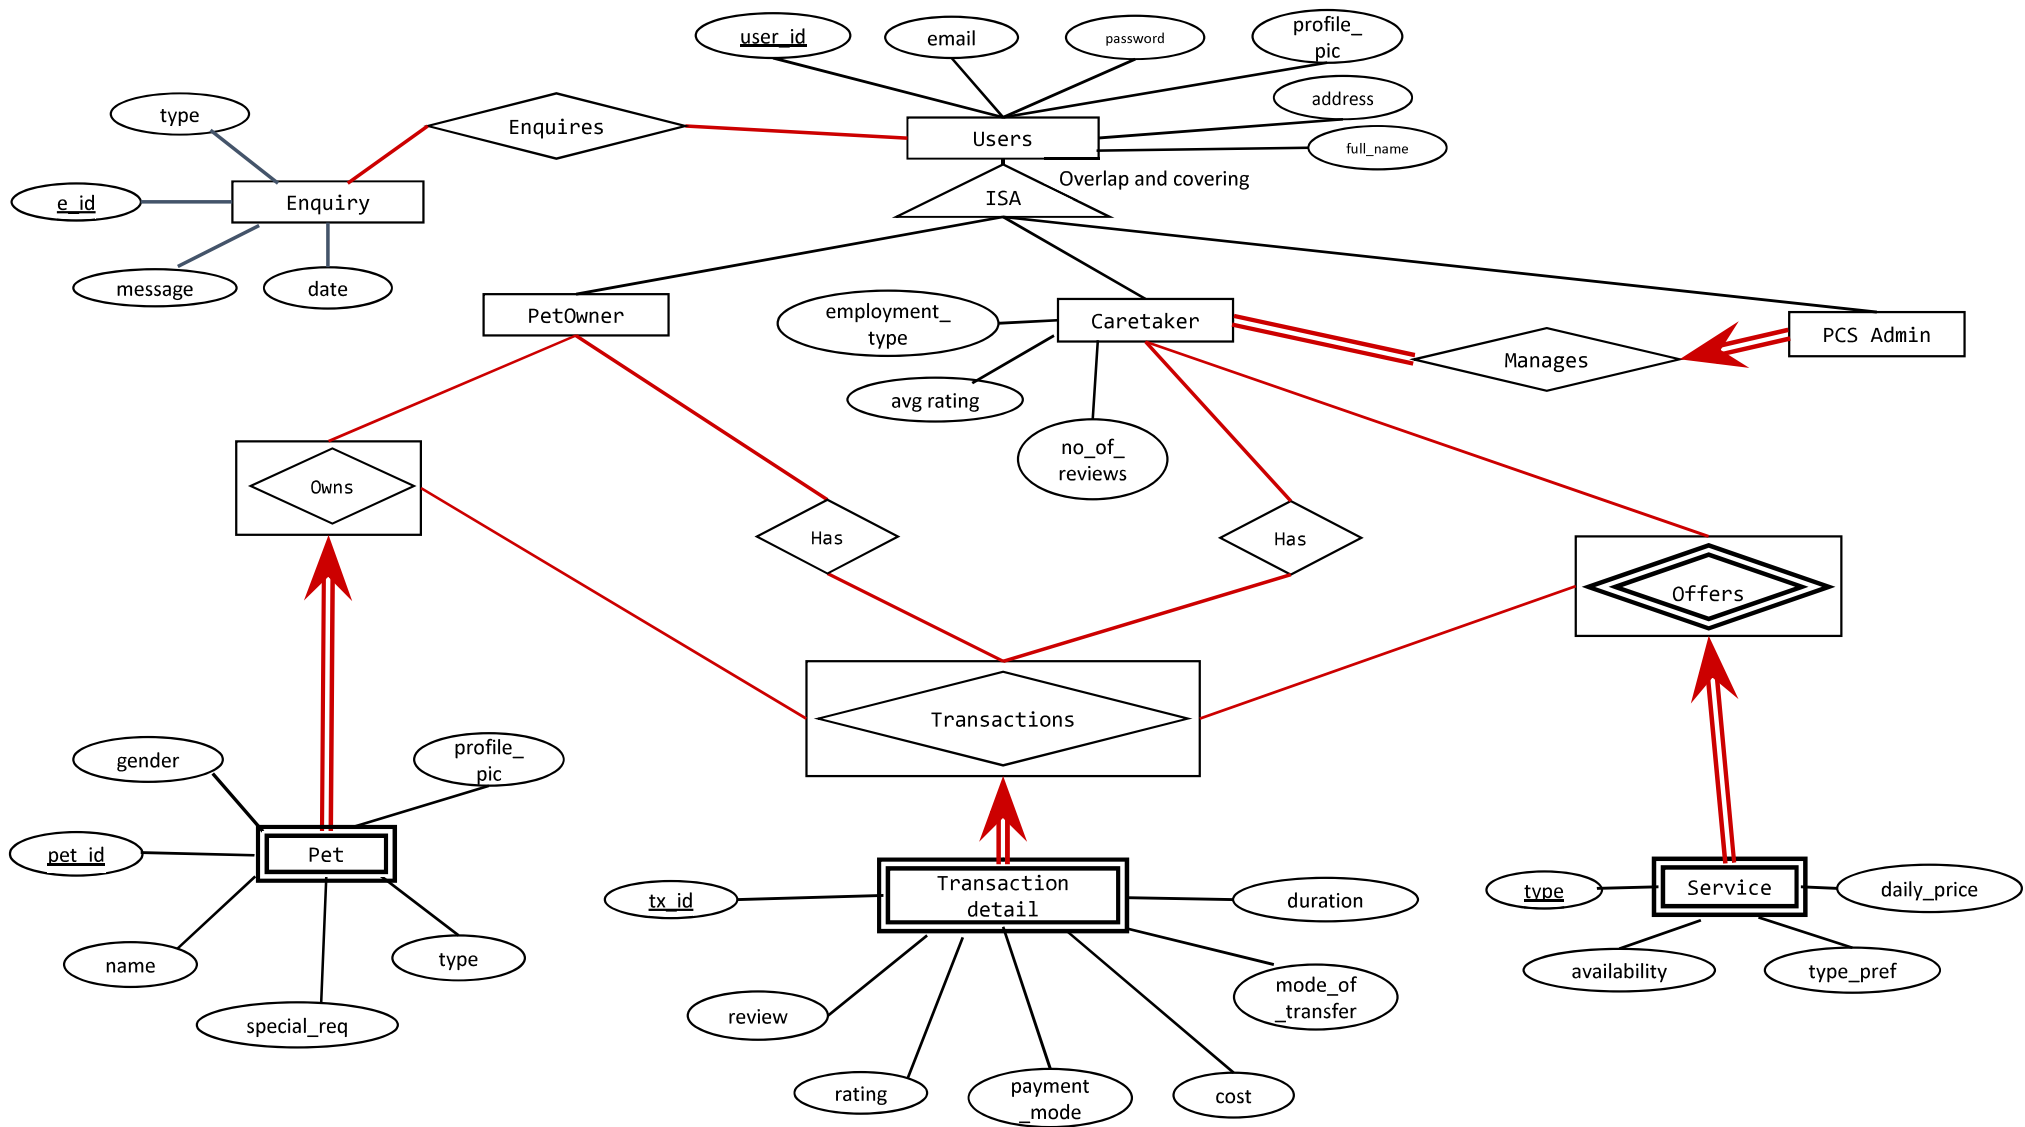 user_id
email
password
profile_
pic
address
full_name
type
Enquires
Users
Overlap and covering
ISA
e_id
Enquiry
message
date
PetOwner
employment_
type
Caretaker
Manages
PCS Admin
avg rating
no_of_
reviews
Owns
Has
Has
Offers
Transactions
gender
profile_
pic
pet_id
Pet
name
type
special_req
tx_id
Transaction
detail
duration
type
Service
daily_price
availability
type_pref
review
mode_of
_transfer
rating
payment
_mode
cost